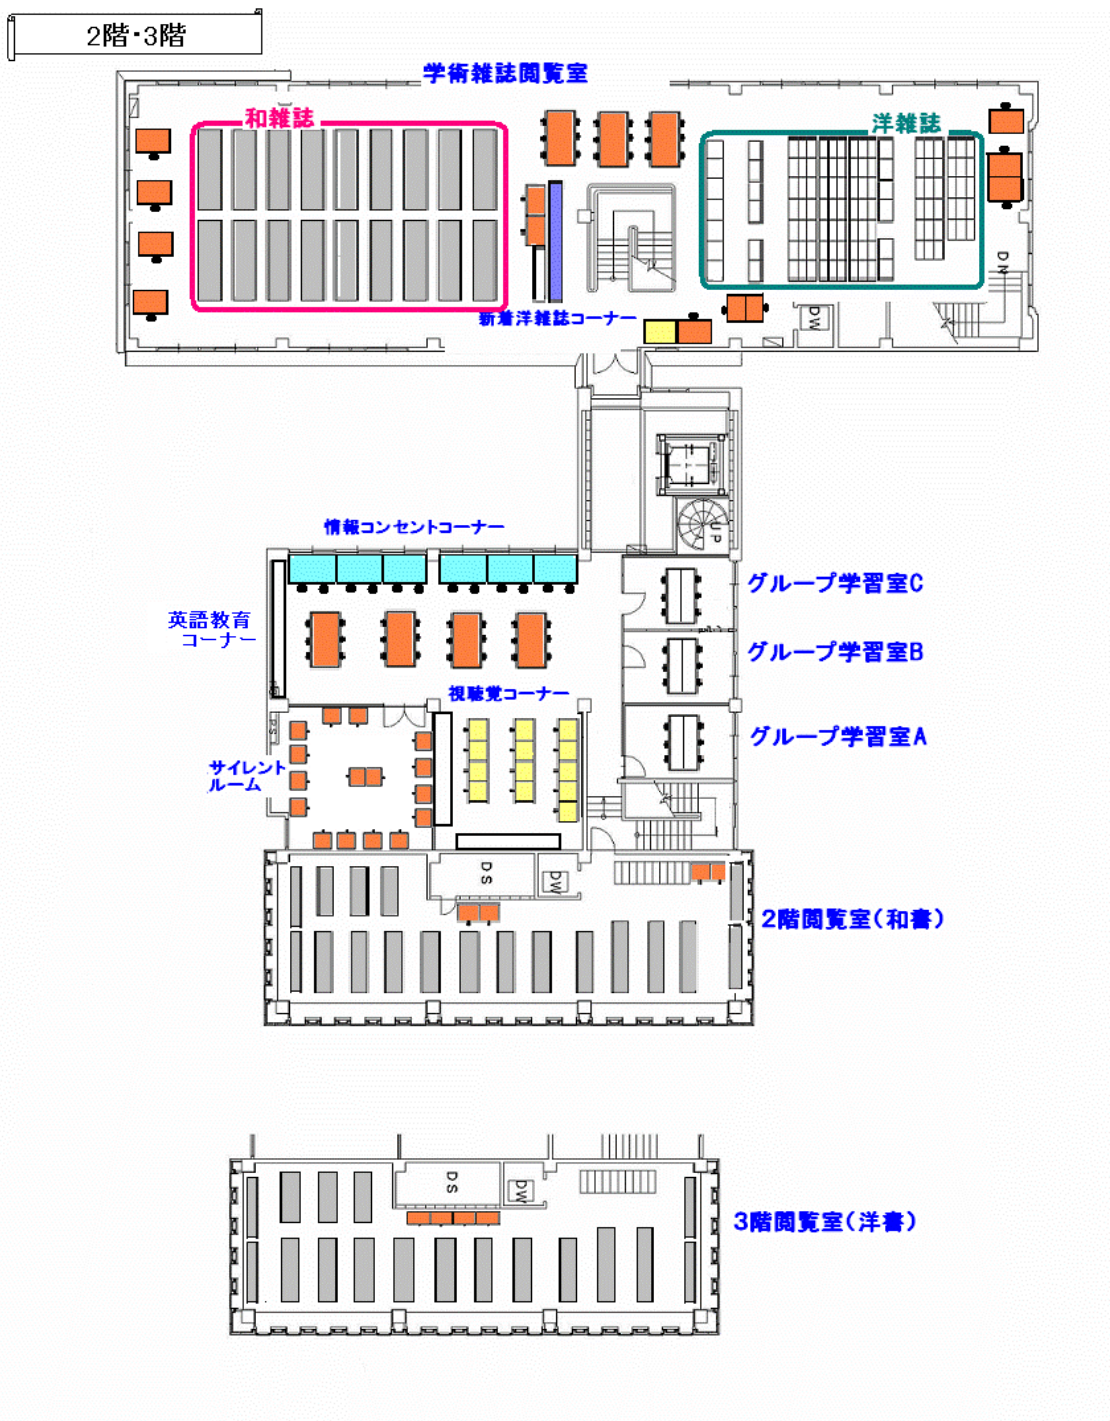 2階・3階
学術雑誌閲覧室
和雑誌
洋雑誌
DN
新着洋雑誌コーナー
DW
UP
情報コンセントコーナー
グループ学習室C
英語教育
コーナー
グループ学習室B
視聴覚コーナー
PS
グループ学習室A
サイレント
ルーム
DS
DW
2階閲覧室(和書)
DS
DW
3階閲覧室(洋書)